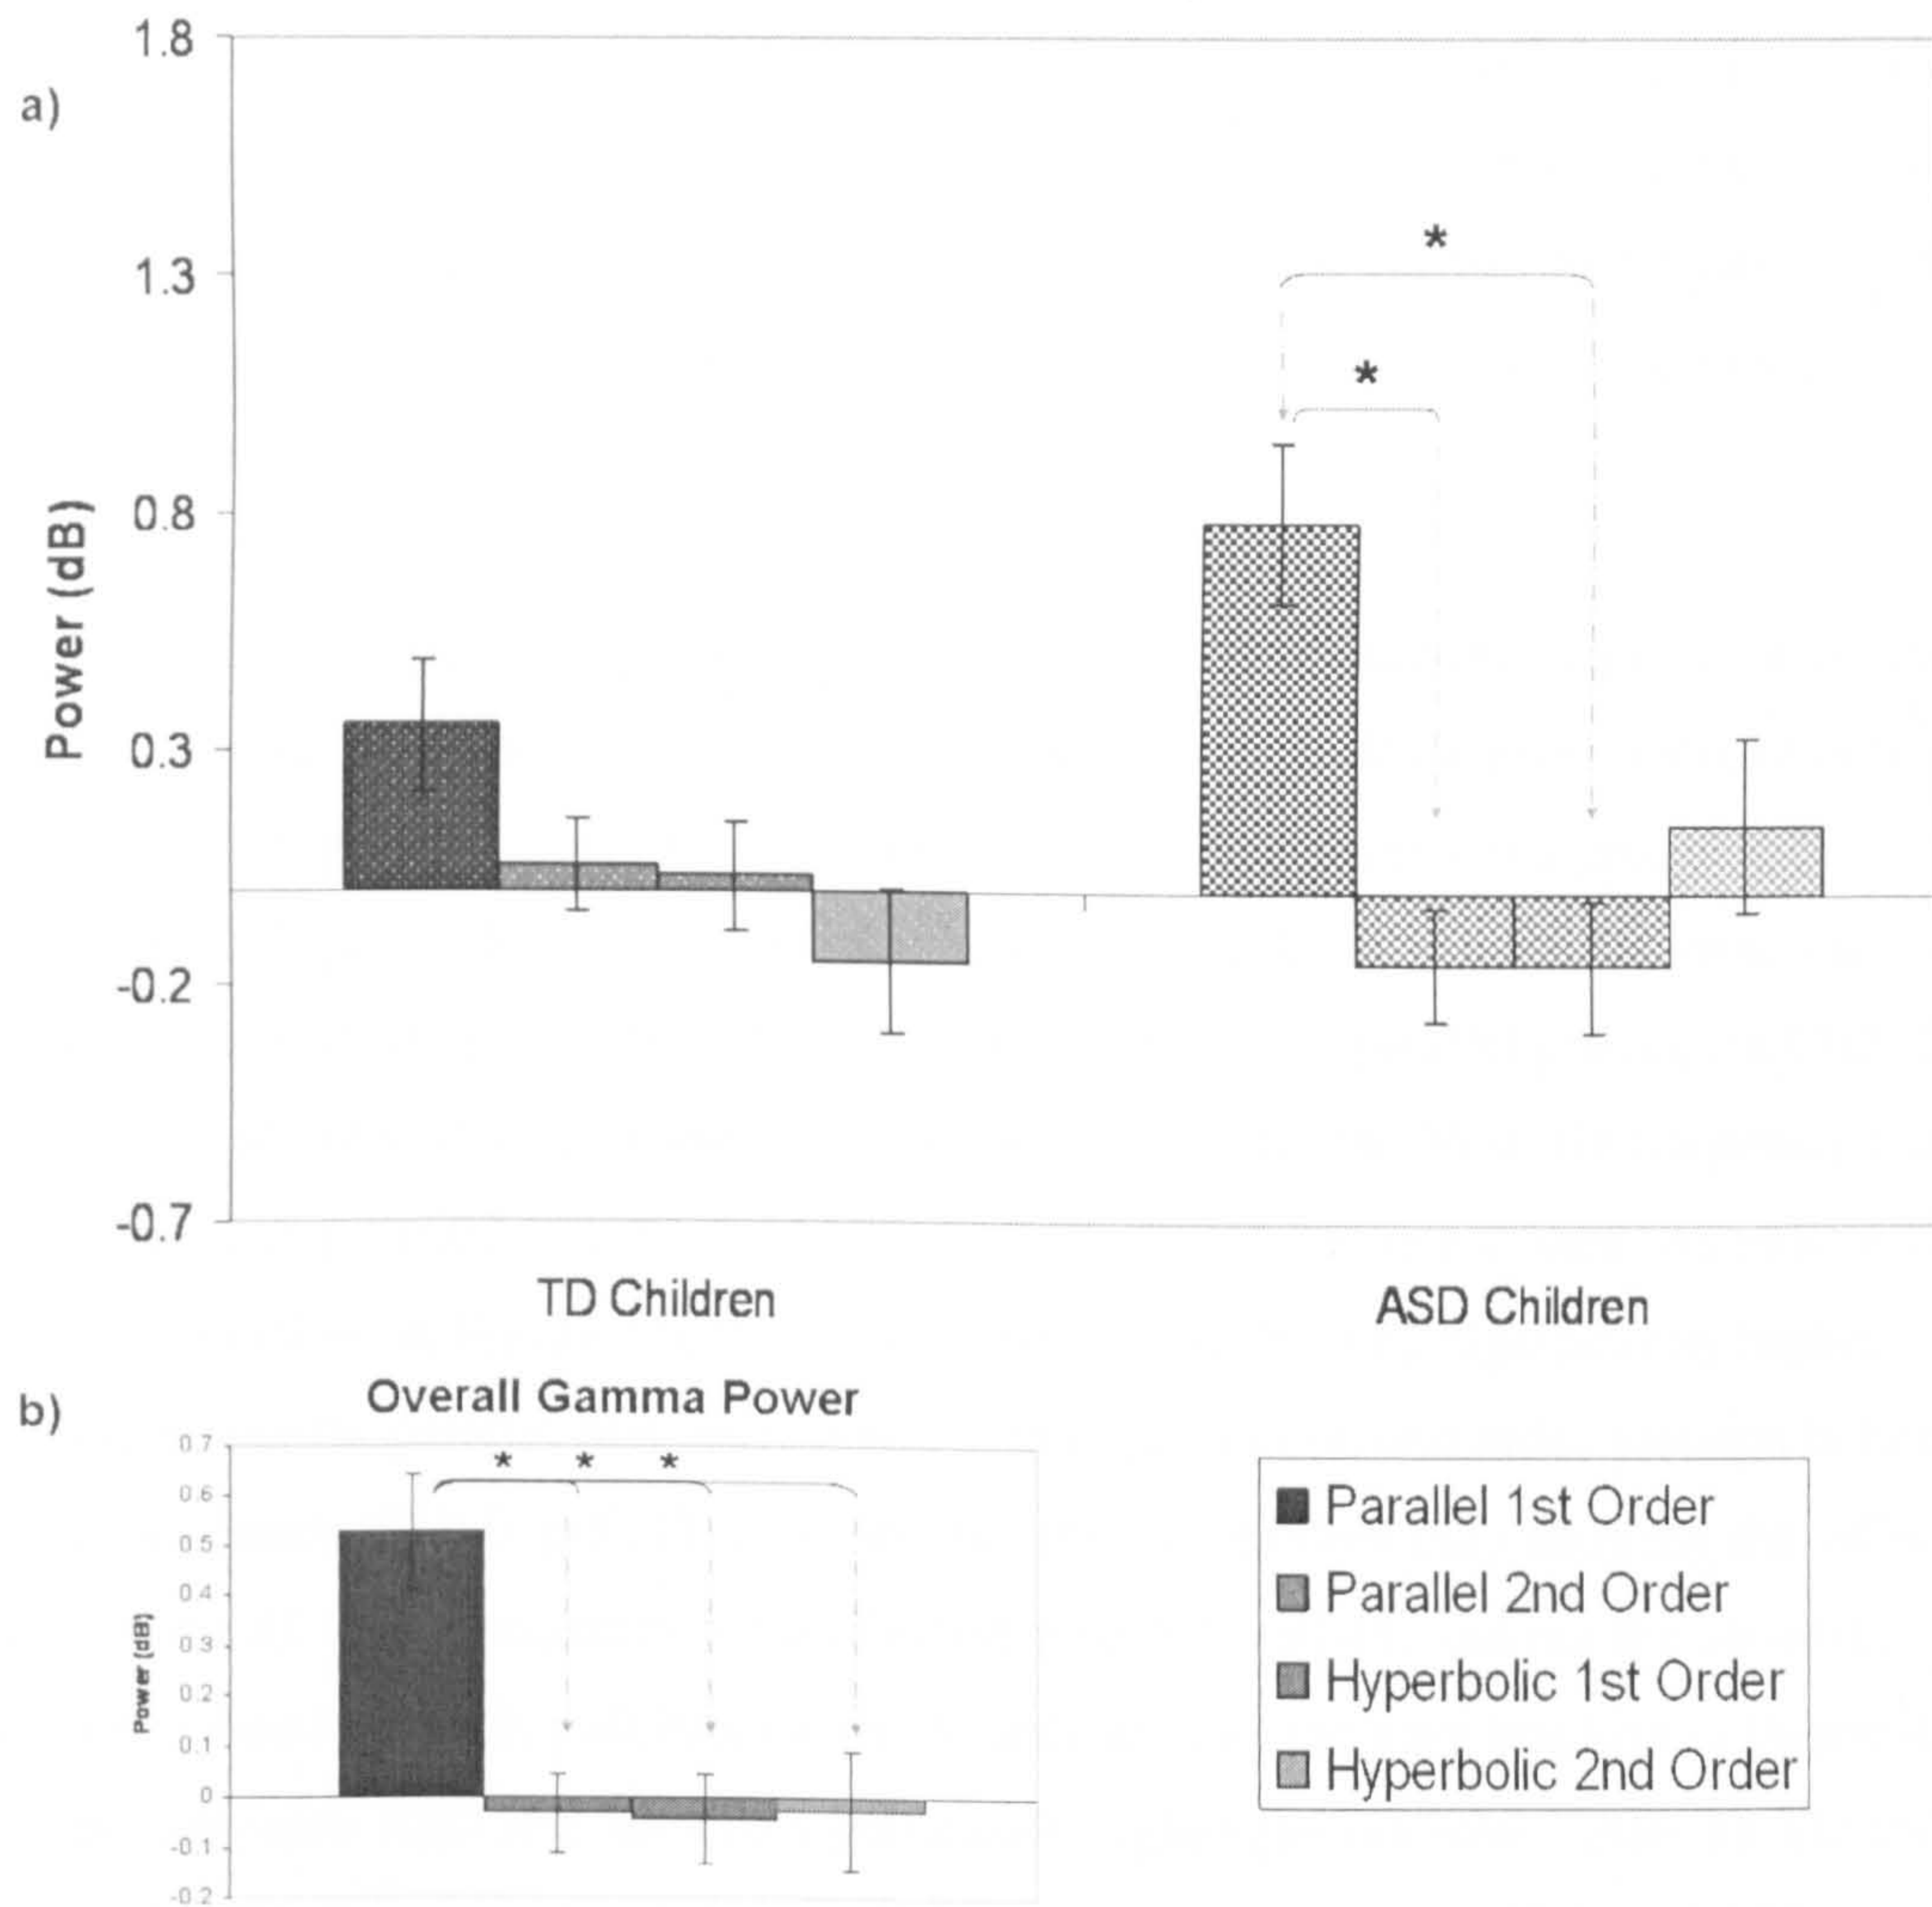 a)
Power (dB)
1.8
1.3
0.8
0.3
-0.2
-0.7
*
*
TD Children
ASD Children
b)
Overall Gamma Power
Power (dB)
0.7
0.6
0.5
0.4
0.3
0.2
0.1
0
-0.1
-0.2
* * *
Parallel 1st Order
Parallel 2nd Order
Hyperbolic 1st Order
Hyperbolic 2nd Order